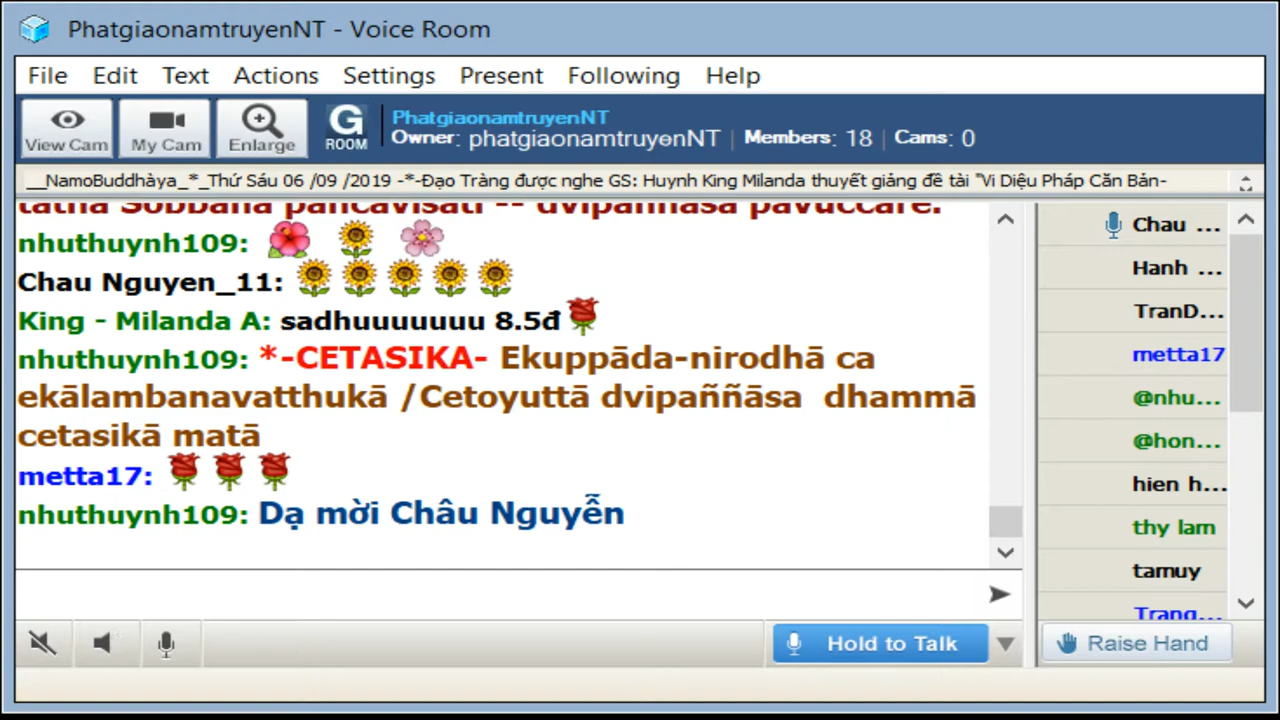 PhatgiaonamtruyenNT - Voice Room
File Edit Text Actions Settings Present Following Help
View Cam My Cam Enlarge G ROOM
PhatgiaonamtruyenNT
Owner: phatgiaonamtruyenNT | Members: 18 | Cams: 0
__NamoBuddhàya_*_Thứ Sáu 06 /09 /2019 -*-Đạo Tràng được nghe GS: Huynh King Milanda thuyết giảng đề tài "Vi Diệu Pháp Căn Bản-
pancavisati -- dvipannasa pavuccare.
nhuthuynh109:
Chau Nguyen_11:
King - Milanda A: sadhuuuuuuu 8.5đ
nhuthuynh109: *-CETASIKA- Ekuppāda-nirodhā ca
ekālambanavatthukā /Cetoyuttā dvipaññāsa dhammā
cetasikā matā
metta17:
nhuthuynh109: Dạ mời Châu Nguyễn
Chau ...
Hanh ...
TranD...
metta17
@nhu...
@hon...
hien h...
thy lam
tamuy
Trang...
Hold to Talk
Raise Hand